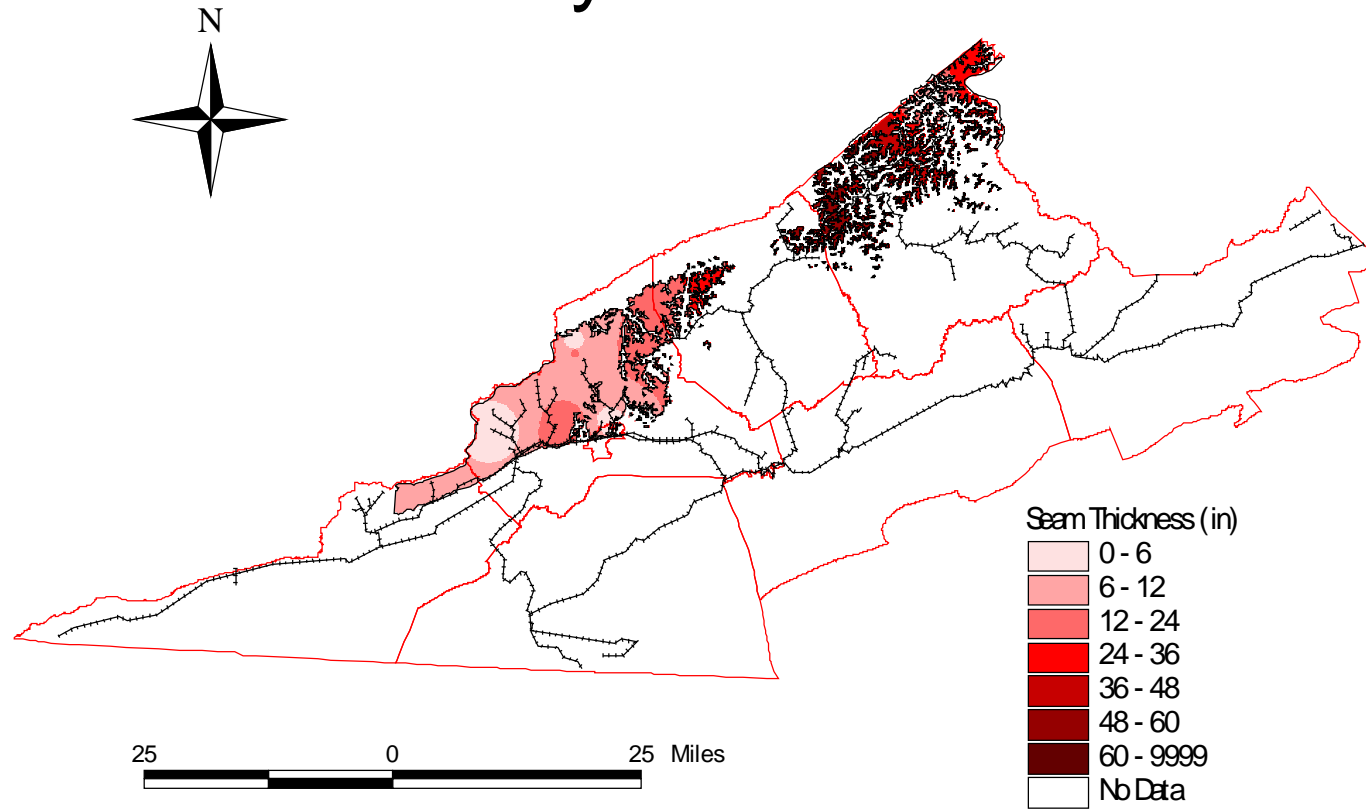 N
Seam Thickness (in)
0 - 6
6 - 12
12 - 24
24 - 36
36 - 48
48 - 60
60 - 9999
No Data
25 0 25 Miles